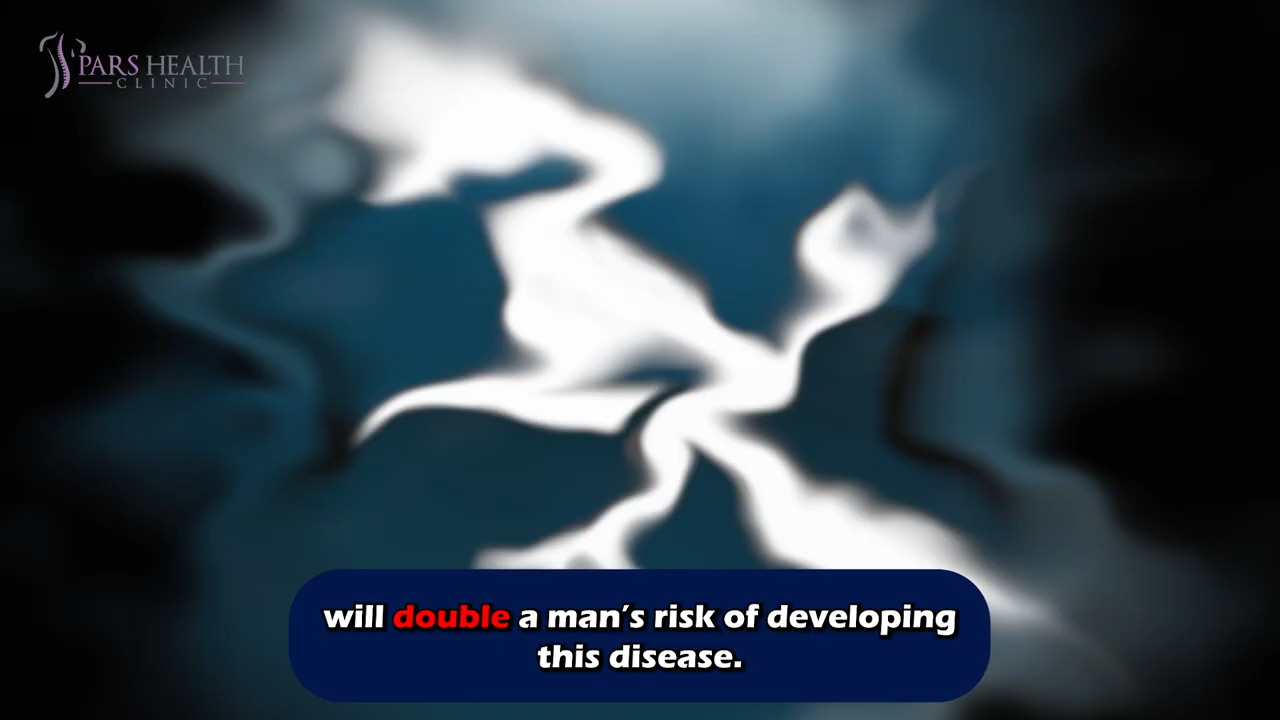 PARS HEALTH
CLINIC
will double a man's risk of developing
this disease.